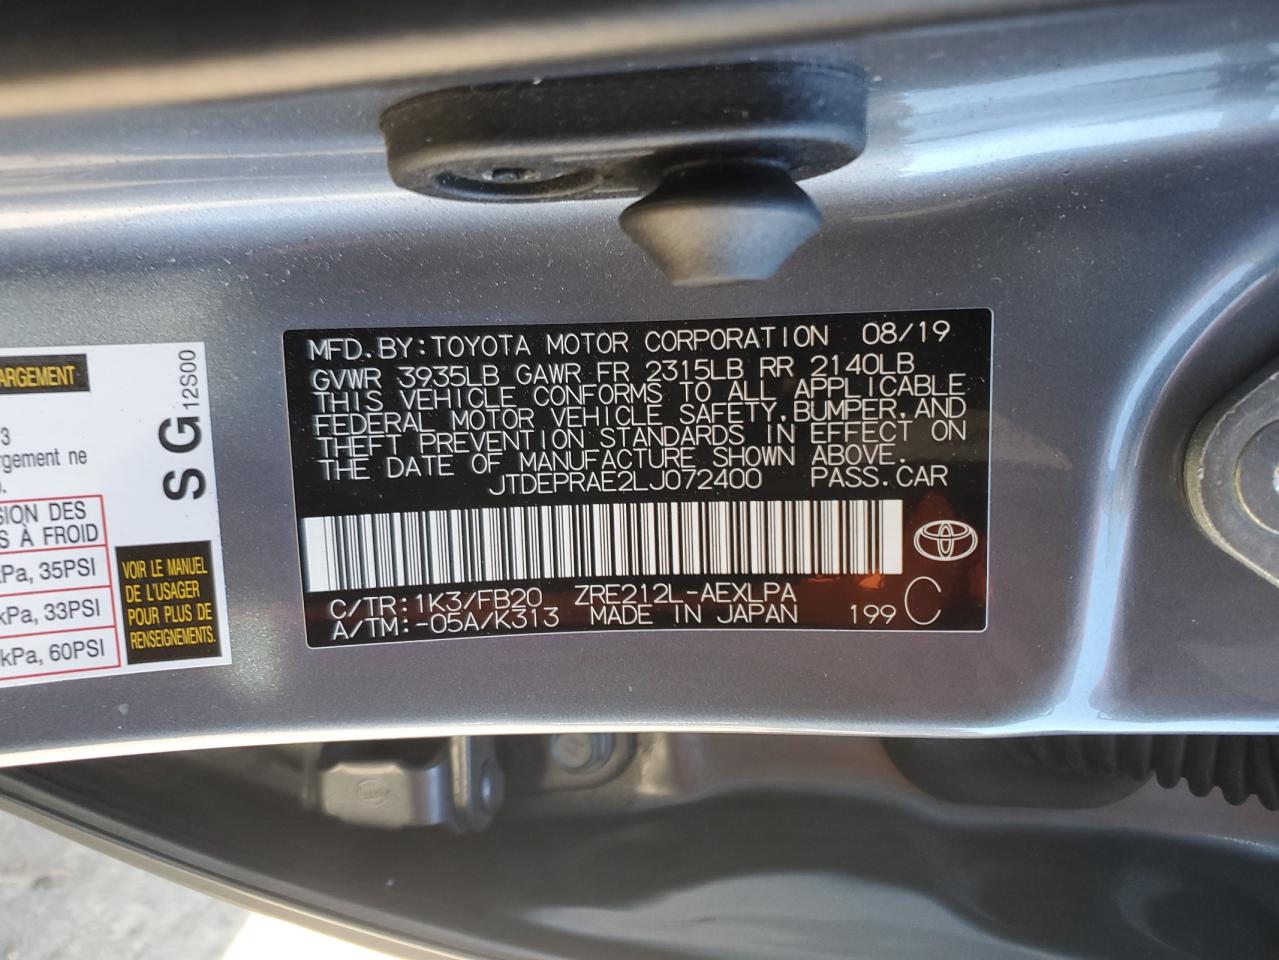 ARGEMENT
SG 12S00
3
rgement ne
SION DES
S À FROID
kPa, 35PSI
kPa, 33PSI
kPa, 60PSI
VOIR LE MANUEL
DE L'USAGER
POUR PLUS DE
RENSEIGNEMENTS.
MFD.BY:TOYOTA MOTOR CORPORATION 08/19
GVWR 3935LB GAWR FR 2315LB RR 2140LB
THIS VEHICLE CONFORMS TO ALL APPLICABLE
FEDERAL MOTOR VEHICLE SAFETY,BUMPER,AND
THEFT PREVENTION STANDARDS IN EFFECT ON
THE DATE OF MANUFACTURE SHOWN ABOVE.
JTDEPRAE2LJ072400 PASS.CAR
C/TR:1K3/FB20 ZRE212L-AEXLPA
A/TM:-05A/K313 MADE IN JAPAN 199 C